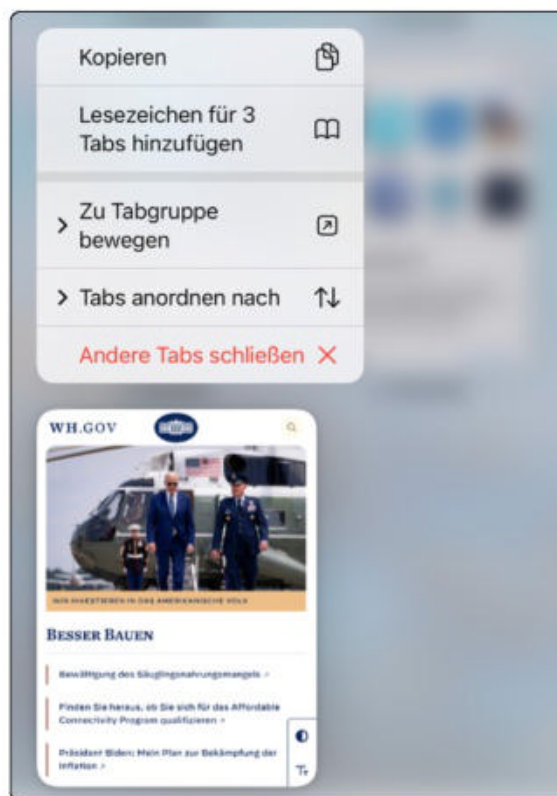 Kopieren
Lesezeichen für 3
Tabs hinzufügen
Zu Tabgruppe
bewegen
Tabs anordnen nach
Andere Tabs schließen
WH.GOV
WIR INVESTIEREN IN DAS AMERIKANISCHE VOLK
BESSER BAUEN
Bewältigung des Säuglingsnahrungsmangels
Finden Sie heraus, ob Sie sich für das Affordable
Connectivity Program qualifizieren
Präsident Biden: Mein Plan zur Bekämpfung der
Inflation